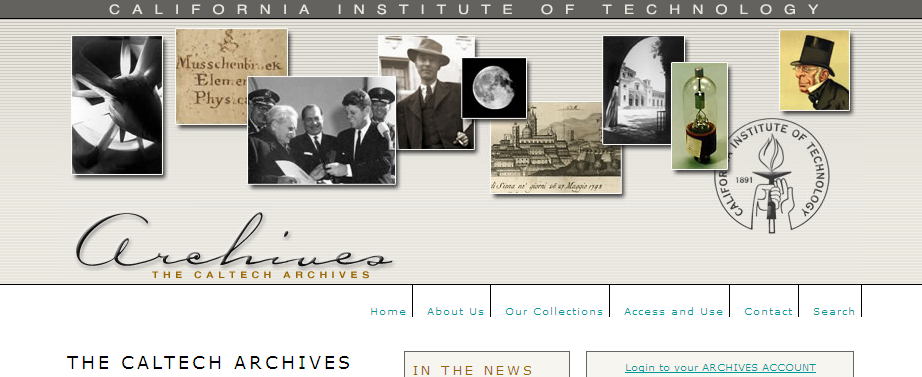 CALIFORNIA INSTITUTE OF TECHNOLOGY
Musschenbroek
Physic
di Siena ne' giorni 26 27 Maggio 1798
CALIFORNIA INSTITUTE OF TECHNOLOGY
1891
Archives
THE CALTECH ARCHIVES
Home
About Us
Our Collections
Access and Use
Contact
Search
THE CALTECH ARCHIVES
IN THE NEWS
Login to your ARCHIVES ACCOUNT